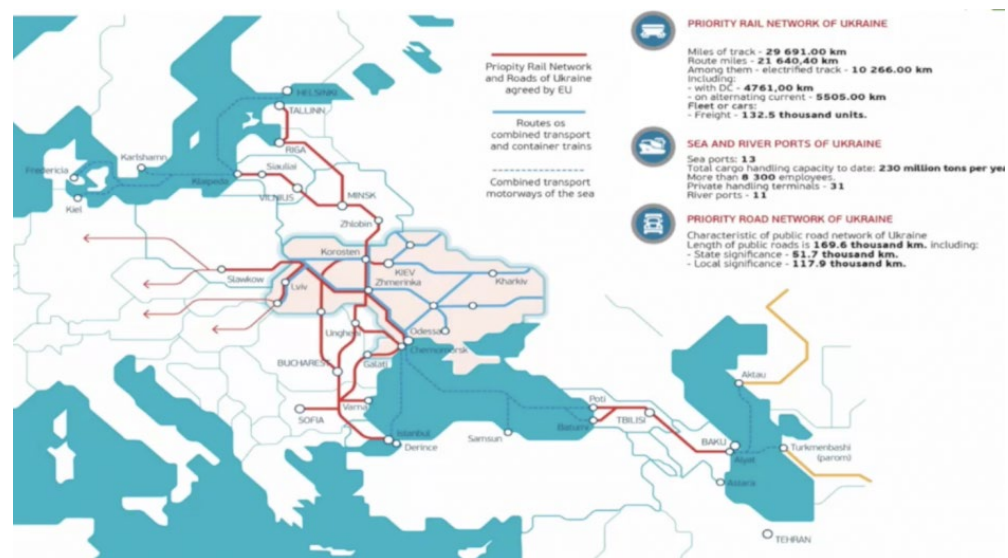 PRIORITY RAIL NETWORK OF UKRAINE
Miles of track - 29 691.00 km
Route miles - 21 640,40 km
Among them - electrified track - 10 266.00 km
Including:
- with DC - 4761,00 km
- on alternating current - 5505.00 km
Fleet or cars:
- Freight - 132.5 thousand units.
SEA AND RIVER PORTS OF UKRAINE
Sea ports: 13
Total cargo handling capacity to date: 230 million tons per yea
More than 8 300 employees.
Private handling terminals - 31
River ports - 11
PRIORITY ROAD NETWORK OF UKRAINE
Characteristic of public road network of Ukraine
Length of public roads is 169.6 thousand km. including:
- State significance - 51.7 thousand km.
- Local significance - 117.9 thousand km.
Priopity Rail Network
and Roads of Ukraine
agreed by EU
Routes os
combined transport
and container trains
Combined transport
motorways of the sea
HELSINKI
TALLINN
RIGA
Karlshamn
Fredericia
Kiel
Klaipeda
Siauliai
VILNIUS
MINSK
Zhlobin
Korosten
KIEV
Zhmerinka
Kharkiv
Slawkow
Lviv
Ungheni
Odessa
Chernomorsk
BUCHAREST
Galati
Varna
SOFIA
Istanbul
Derince
Samsun
Poti
Batumi
TBILISI
BAKU
Alyat
Astara
Aktau
Turkmenbashi
(parom)
TEHRAN